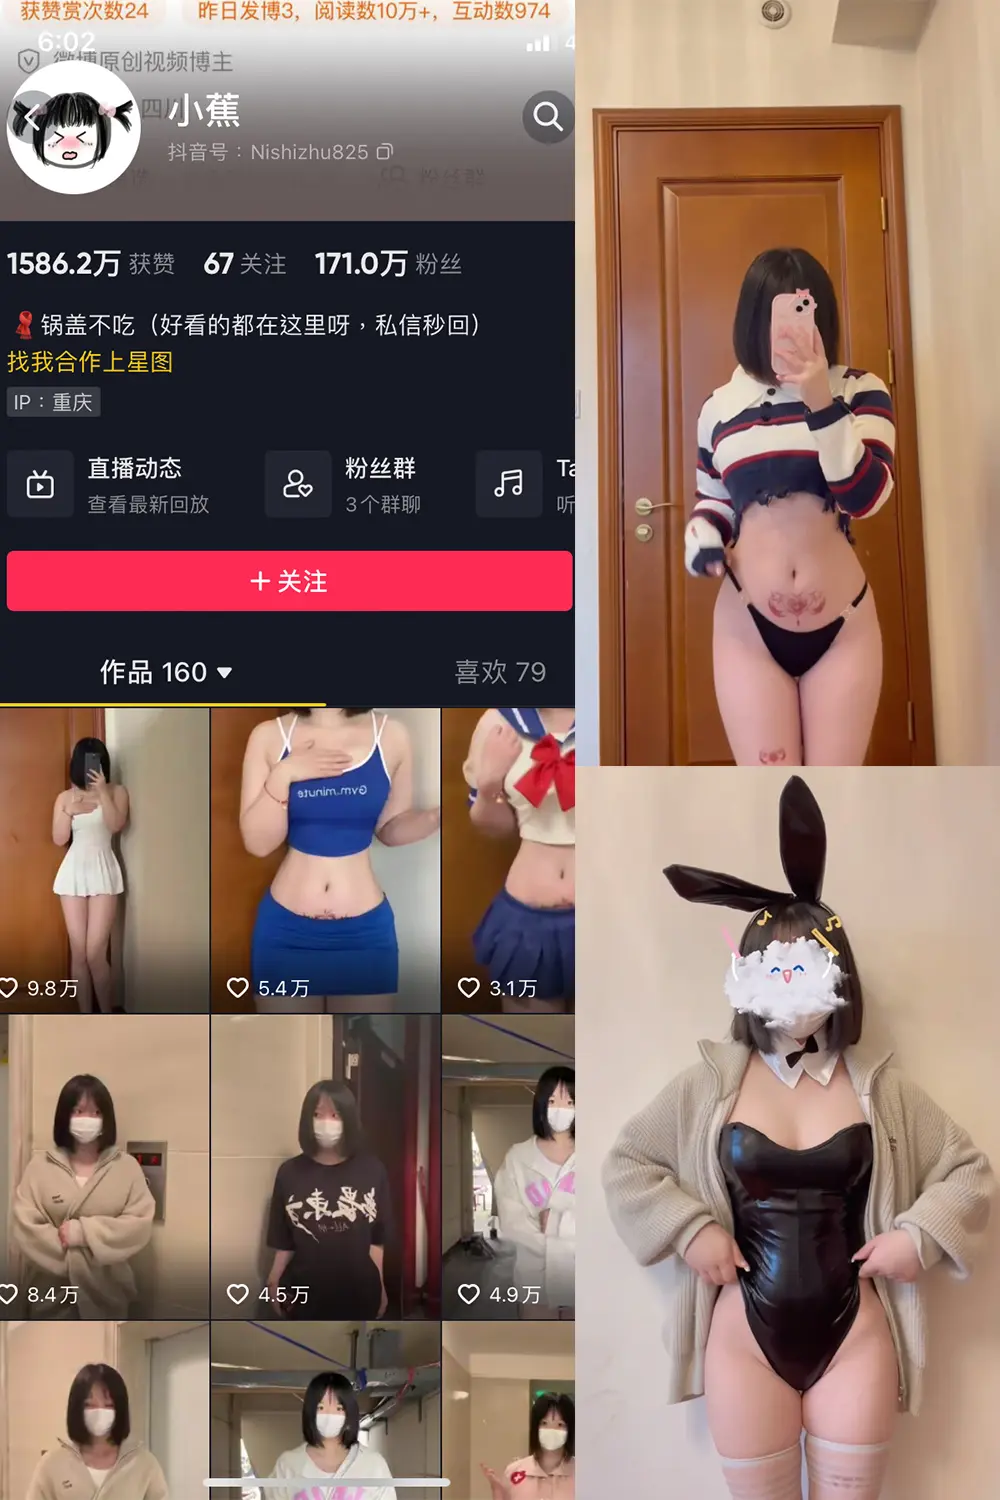 获赞赏次数24 昨日发博3，阅读数10万+，互动数974
6:02
微博原创视频博主
小蕉
抖音号：Nishizhu825
粉丝群
1586.2万 获赞 67 关注 171.0万 粉丝
锅盖不吃（好看的都在这里呀，私信秒回）
找我合作上星图
IP：重庆
直播动态 粉丝群
查看最新回放 3个群聊 听
+ 关注
作品 160 喜欢 79
Gym.minute
9.8万 5.4万 3.1万
8.4万 4.5万 4.9万